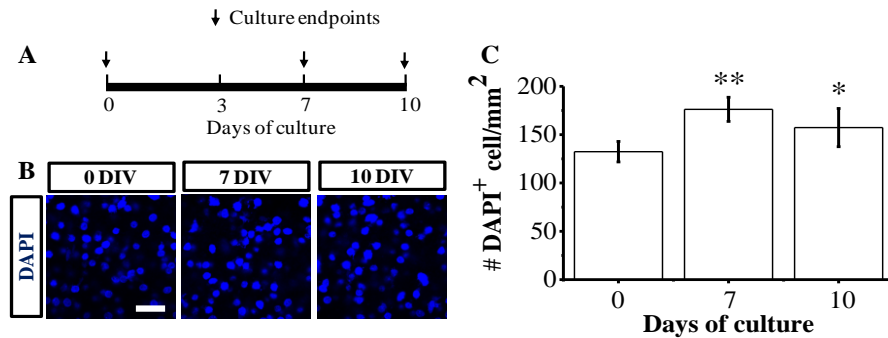 Culture endpoints
A
0 3 7 10
Days of culture
B
0 DIV 7 DIV 10 DIV
DAPI
C
# DAPI⁺ cell/mm²
200
150
100
50
0
**
*
0 7 10
Days of culture